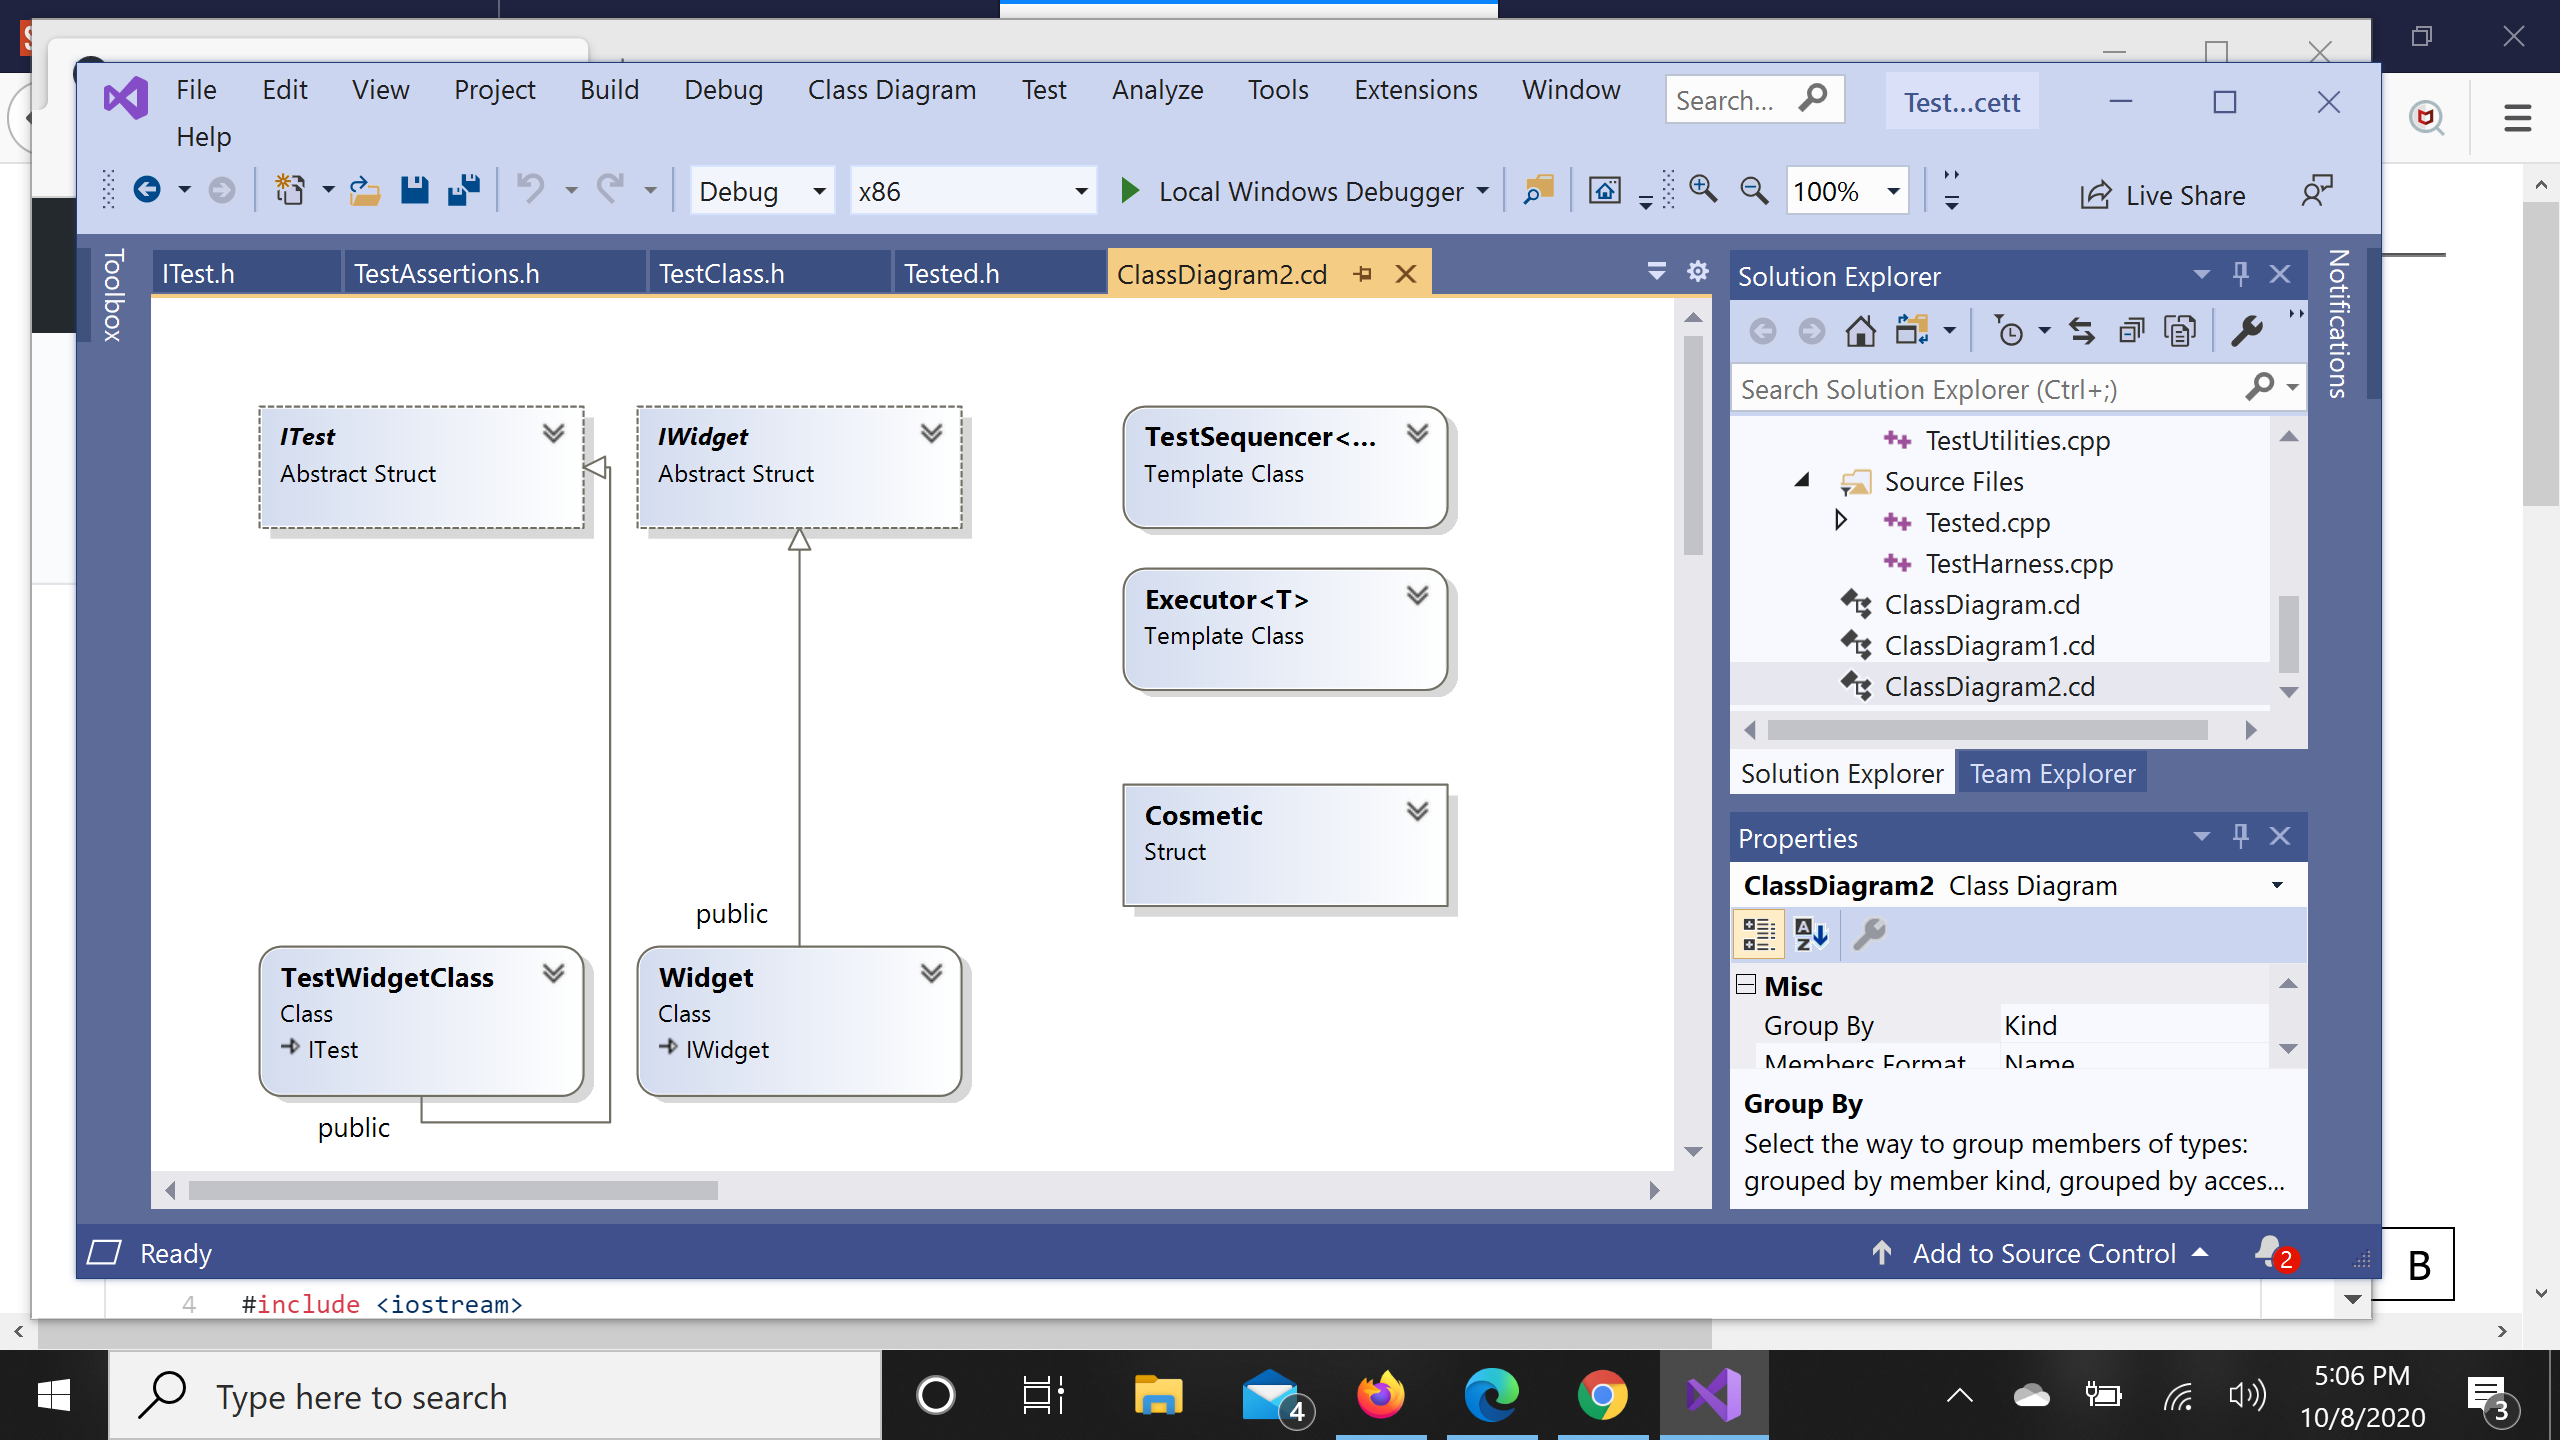 File Edit View Project Build Debug Class Diagram Test Analyze Tools Extensions Window
Help
Search...
Test...cett
Debug
x86
Local Windows Debugger
100%
Live Share
Toolbox
ITest.h
TestAssertions.h
TestClass.h
Tested.h
ClassDiagram2.cd
ITest
Abstract Struct
IWidget
Abstract Struct
TestSequencer<...
Template Class
Executor<T>
Template Class
Cosmetic
Struct
public
TestWidgetClass
Class
ITest
public
Widget
Class
IWidget
Solution Explorer
Search Solution Explorer (Ctrl+;)
TestUtilities.cpp
Source Files
Tested.cpp
TestHarness.cpp
ClassDiagram.cd
ClassDiagram1.cd
ClassDiagram2.cd
Solution Explorer
Team Explorer
Properties
ClassDiagram2 Class Diagram
Misc
Group By Kind
Members Format Name
Group By
Select the way to group members of types:
grouped by member kind, grouped by acces...
Notifications
Ready
Add to Source Control
2
B
4 #include <iostream>
Type here to search
4
5:06 PM
10/8/2020
3